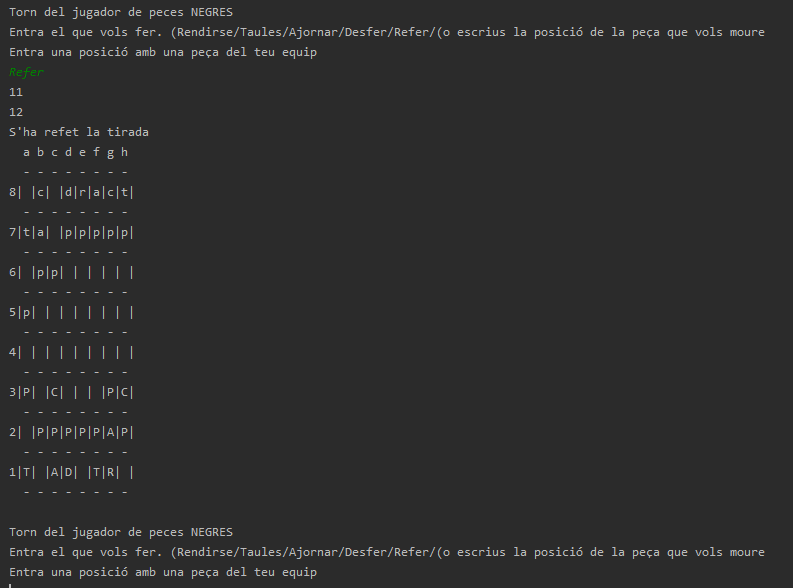 Torn del jugador de peces NEGRES
Entra el que vols fer. (Rendirse/Taules/Ajornar/Desfer/Refer/(o escrius la posició de la peça que vols moure
Entra una posició amb una peça del teu equip
Refer
11
12
S'ha refet la tirada
  a b c d e f g h
  - - - - - - - -
8| |c| |d|r|a|c|t|
  - - - - - - - -
7|t|a| |p|p|p|p|p|
  - - - - - - - -
6| |p|p| | | | | |
  - - - - - - - -
5|p| | | | | | | |
  - - - - - - - -
4| | | | | | | | |
  - - - - - - - -
3|P| |C| | | |P|C|
  - - - - - - - -
2| |P|P|P|P|P|A|P|
  - - - - - - - -
1|T| |A|D| |T|R| |
  - - - - - - - -
Torn del jugador de peces NEGRES
Entra el que vols fer. (Rendirse/Taules/Ajornar/Desfer/Refer/(o escrius la posició de la peça que vols moure
Entra una posició amb una peça del teu equip